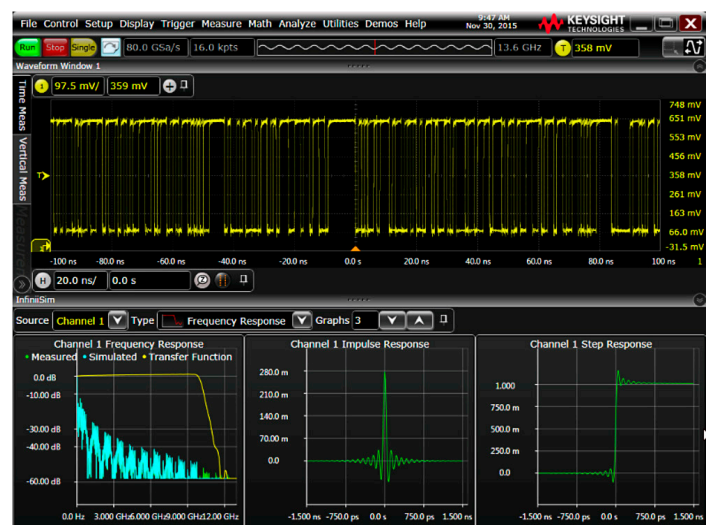 File Control Setup Display Trigger Measure Math Analyze Utilities Demos Help
9:47 AM
Nov 30, 2015
KEYSIGHT
TECHNOLOGIES
Run Stop Single 80.0 GSa/s 16.0 kpts 13.6 GHz T 358 mV
Waveform Window 1
1 97.5 mV/ 359 mV
Time Meas
Vertical Meas
Measure
748 mV
651 mV
553 mV
456 mV
T 358 mV
261 mV
163 mV
66.0 mV
-31.5 mV
-100 ns -80.0 ns -60.0 ns -40.0 ns -20.0 ns 0.0 s 20.0 ns 40.0 ns 60.0 ns 80.0 ns 100 ns 1
H 20.0 ns/ 0.0 s
InfiniiSim
Source Channel 1 Type Frequency Response Graphs 3
Channel 1 Frequency Response
Measured Simulated Transfer Function
0.0 dB
-10.00 dB
-30.00 dB
-40.00 dB
-60.00 dB
0.0 Hz 3.000 GHz 6.000 GHz 9.000 GHz 12.00 GHz
Channel 1 Impulse Response
280.0 m
210.0 m
140.0 m
70.00 m
0.0
-1.500 ns -750.0 ps 0.0 s 750.0 ps 1.500 ns
Channel 1 Step Response
1.000
750.0 m
500.0 m
250.0 m
0.0
-1.500 ns -750.0 ps 0.0 s 750.0 ps 1.500 ns